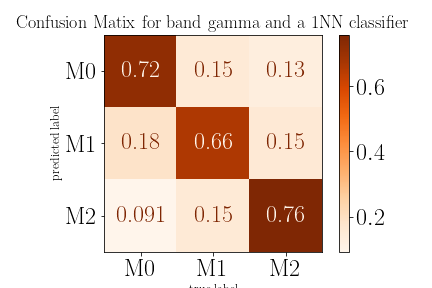 Confusion Matix for band gamma and a 1NN classifier
M0 0.72 0.15 0.13
M1 0.18 0.66 0.15
M2 0.091 0.15 0.76
M0 M1 M2
predicted label
true label
0.6
0.4
0.2